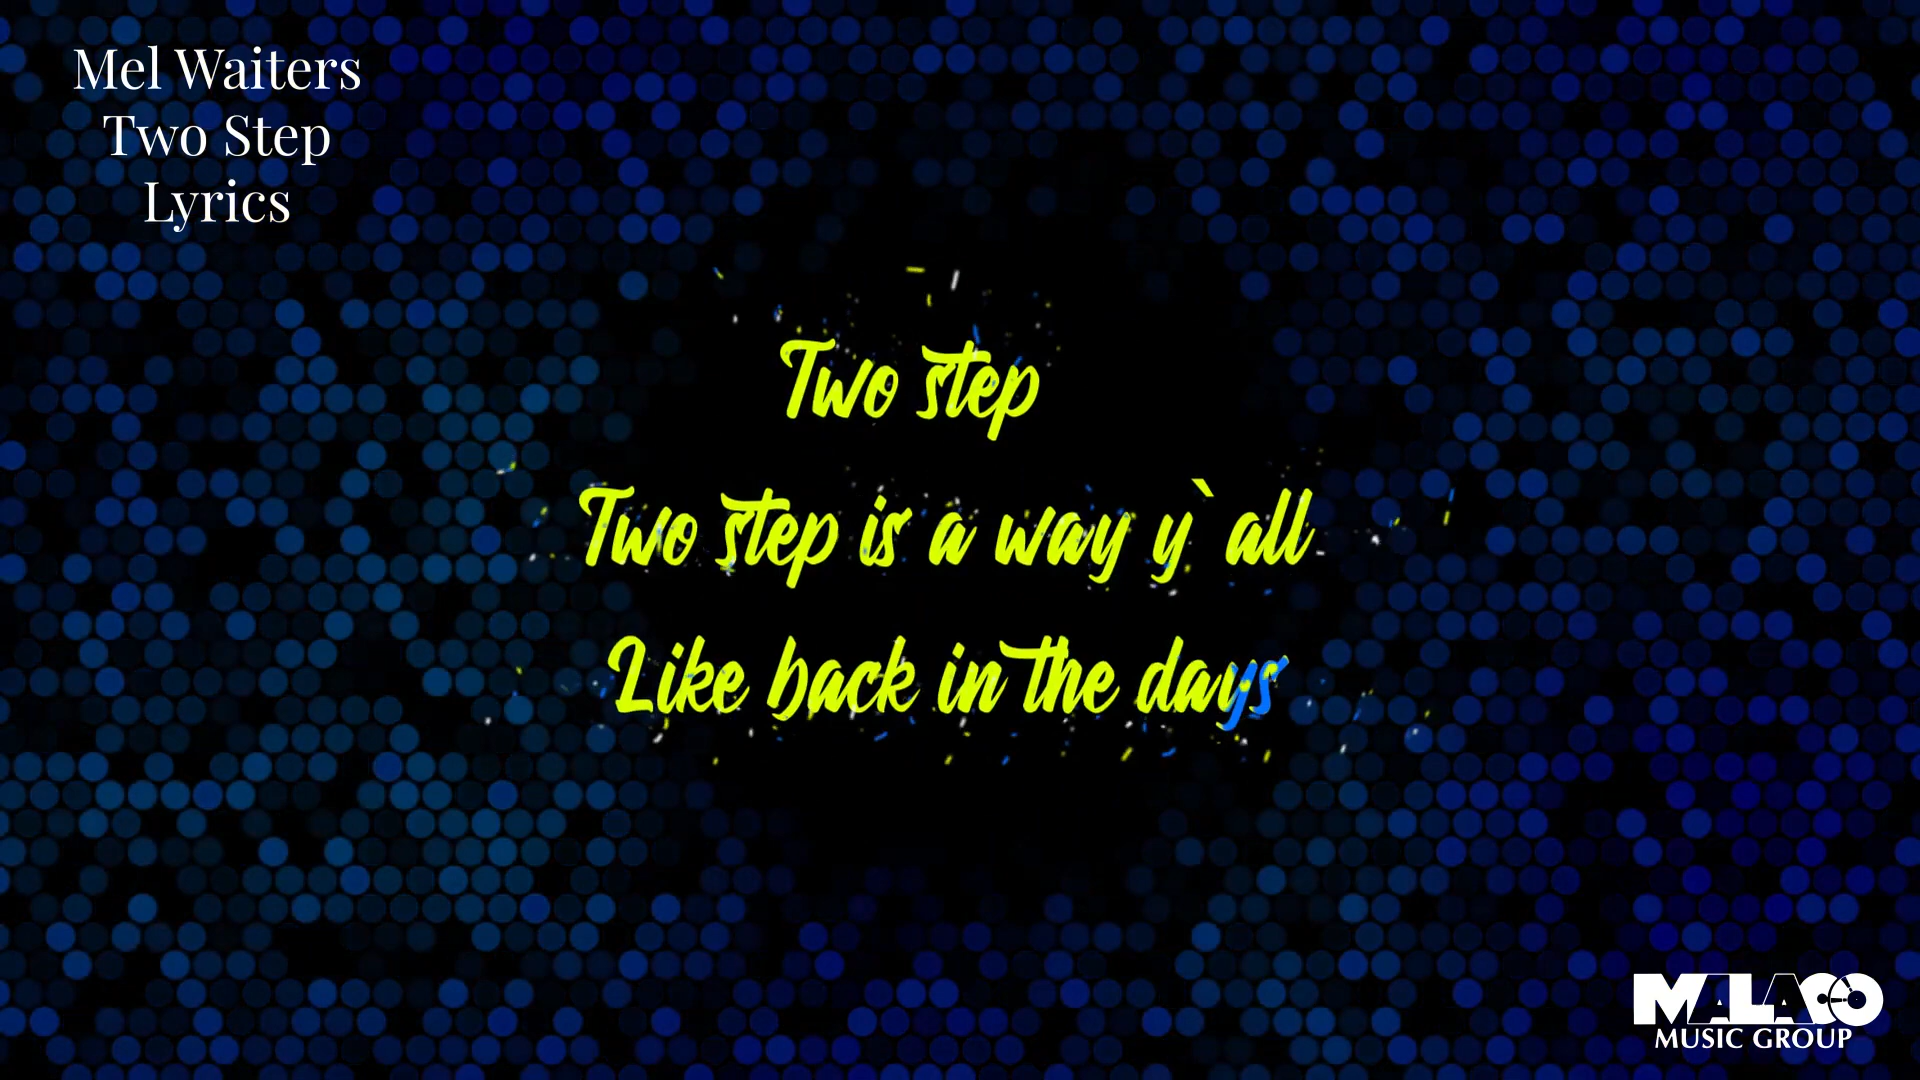 Mel Waiters
Two Step
Lyrics
Two step
Two step is a way y`all
Like back in the days
MALACO
MUSIC GROUP